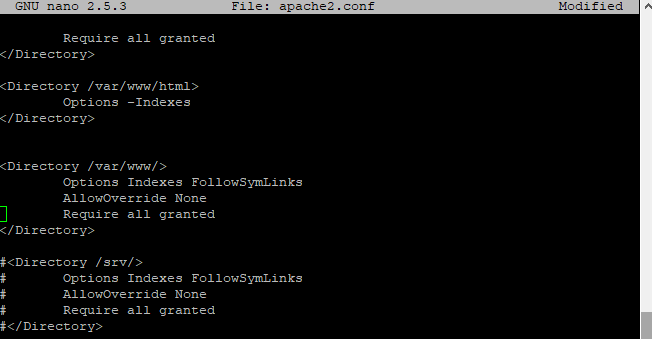 GNU nano 2.5.3 File: apache2.conf Modified
Require all granted
</Directory>
<Directory /var/www/html>
Options -Indexes
</Directory>
<Directory /var/www/>
Options Indexes FollowSymLinks
AllowOverride None
Require all granted
</Directory>
#<Directory /srv/>
# Options Indexes FollowSymLinks
# AllowOverride None
# Require all granted
#</Directory>